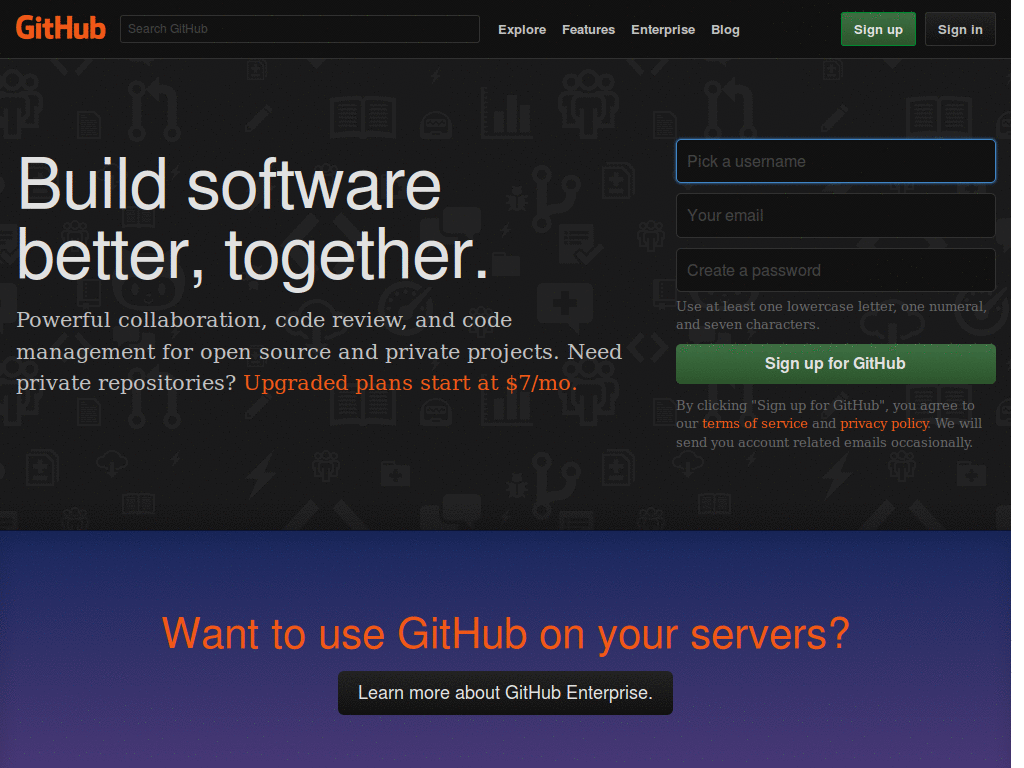 GitHub
Search GitHub
Explore
Features
Enterprise
Blog
Sign up
Sign in
Build software
better, together.
Powerful collaboration, code review, and code
management for open source and private projects. Need
private repositories? Upgraded plans start at $7/mo.
Pick a username
Your email
Create a password
Use at least one lowercase letter, one numeral,
and seven characters.
Sign up for GitHub
By clicking "Sign up for GitHub", you agree to
our terms of service and privacy policy. We will
send you account related emails occasionally.
Want to use GitHub on your servers?
Learn more about GitHub Enterprise.